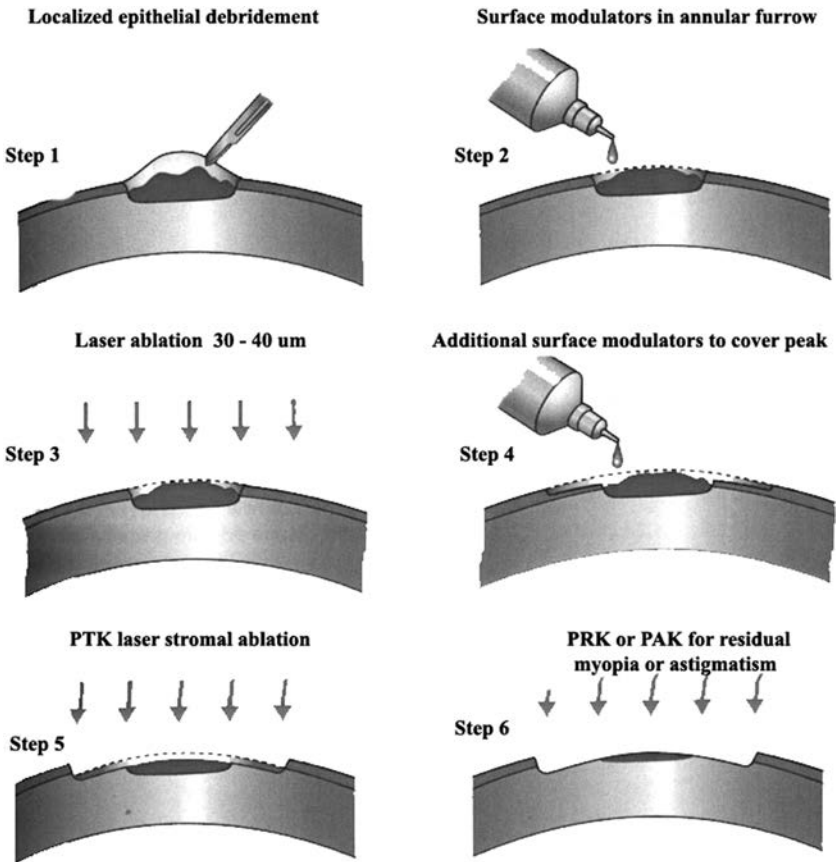 Localized epithelial debridement
Surface modulators in annular furrow
Step 1
Step 2
Laser ablation 30 - 40 um
Additional surface modulators to cover peak
Step 3
Step 4
PTK laser stromal ablation
PRK or PAK for residual
myopia or astigmatism
Step 5
Step 6